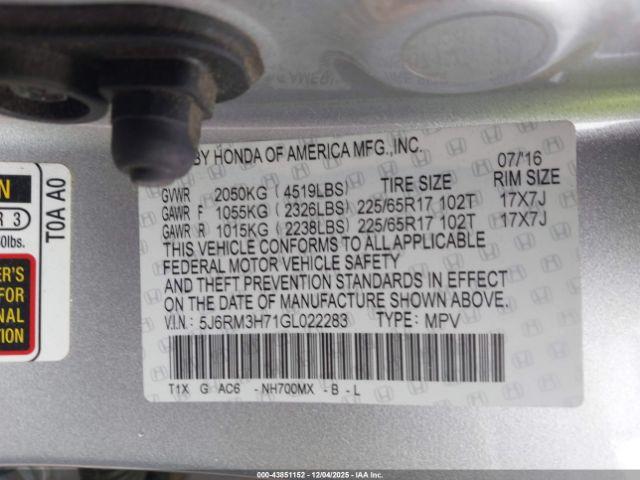 BY HONDA OF AMERICA MFG.,INC. 07/16
GVWR 2050KG ( 4519LBS) TIRE SIZE RIM SIZE
GAWR F 1055KG ( 2326LBS) 225/65R17 102T 17X7J
GAWR R 1015KG ( 2238LBS) 225/65R17 102T 17X7J
THIS VEHICLE CONFORMS TO ALL APPLICABLE
FEDERAL MOTOR VEHICLE SAFETY
AND THEFT PREVENTION STANDARDS IN EFFECT
ON THE DATE OF MANUFACTURE SHOWN ABOVE.
V.I.N: 5J6RM3H71GL022283 TYPE: MPV
T1X G AC6 -NH700MX -B -L
R 3
0lbs.
T0A A0
FOR
000-43851152 - 12/04/2025 - IAA Inc.